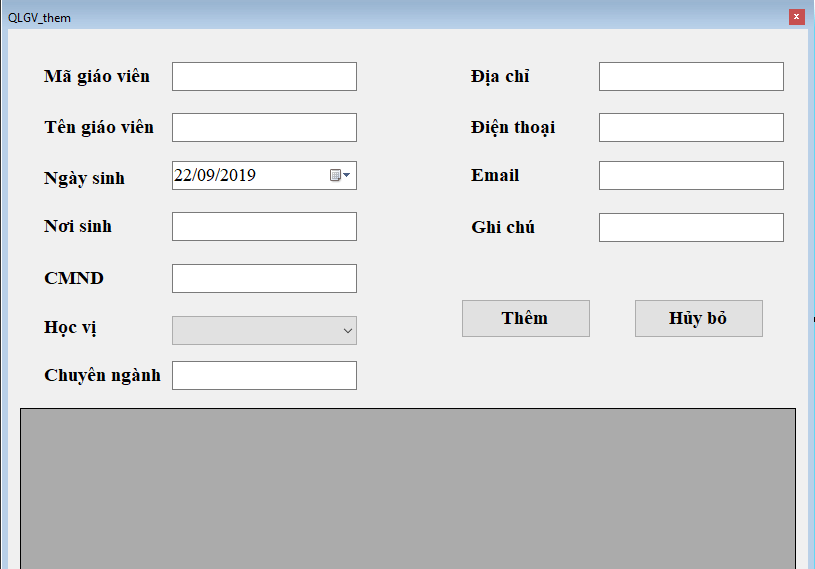 QLGV_them
Mã giáo viên
Địa chỉ
Tên giáo viên
Điện thoại
Ngày sinh
22/09/2019
Email
Nơi sinh
Ghi chú
CMND
Học vị
Thêm
Hủy bỏ
Chuyên ngành